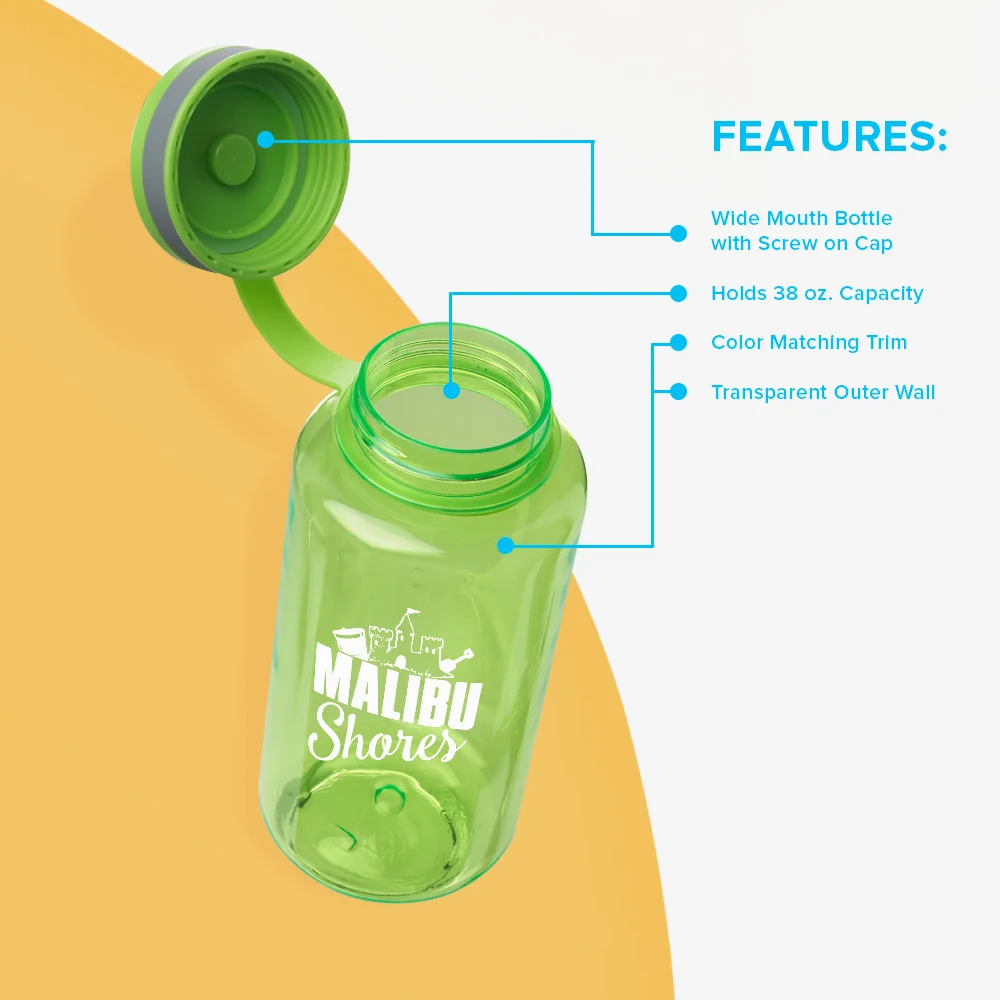 FEATURES:
Wide Mouth Bottle
with Screw on Cap
Holds 38 oz. Capacity
Color Matching Trim
Transparent Outer Wall
MALIBU
Shores